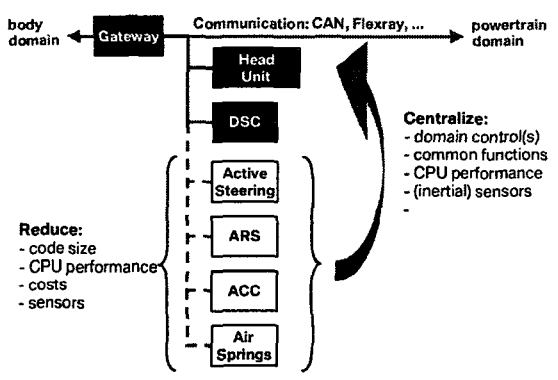 body
domain
Gateway
Communication: CAN, Flexray, ...
powertrain
domain
Head
Unit
DSC
Active
Steering
ARS
ACC
Air
Springs
Reduce:
- code size
- CPU performance
- costs
- sensors
Centralize:
- domain control(s)
- common functions
- CPU performance
- (inertial) sensors
-